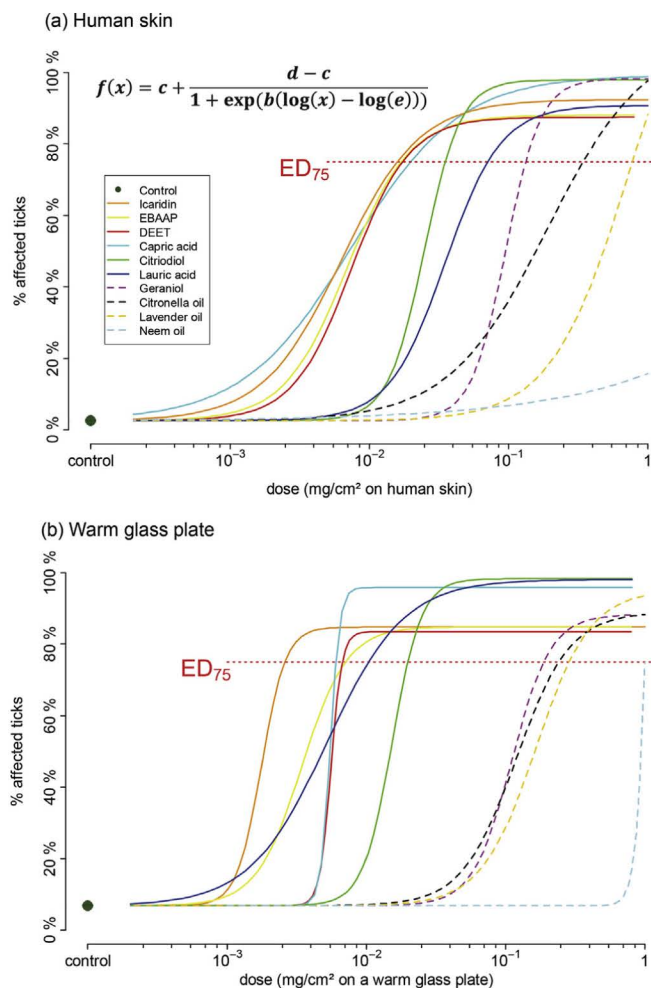 (a) Human skin
f(x) = c + (d − c) / (1 + exp(b(log(x) − log(e))))
100 %
80 %
60 %
40 %
20 %
0 %
% affected ticks
ED75
Control
Icaridin
EBAAP
DEET
Capric acid
Citriodiol
Lauric acid
Geraniol
Citronella oil
Lavender oil
Neem oil
control
10⁻³
10⁻²
10⁻¹
1
dose (mg/cm² on human skin)
(b) Warm glass plate
100 %
80 %
60 %
40 %
20 %
0 %
% affected ticks
ED75
control
10⁻³
10⁻²
10⁻¹
1
dose (mg/cm² on a warm glass plate)